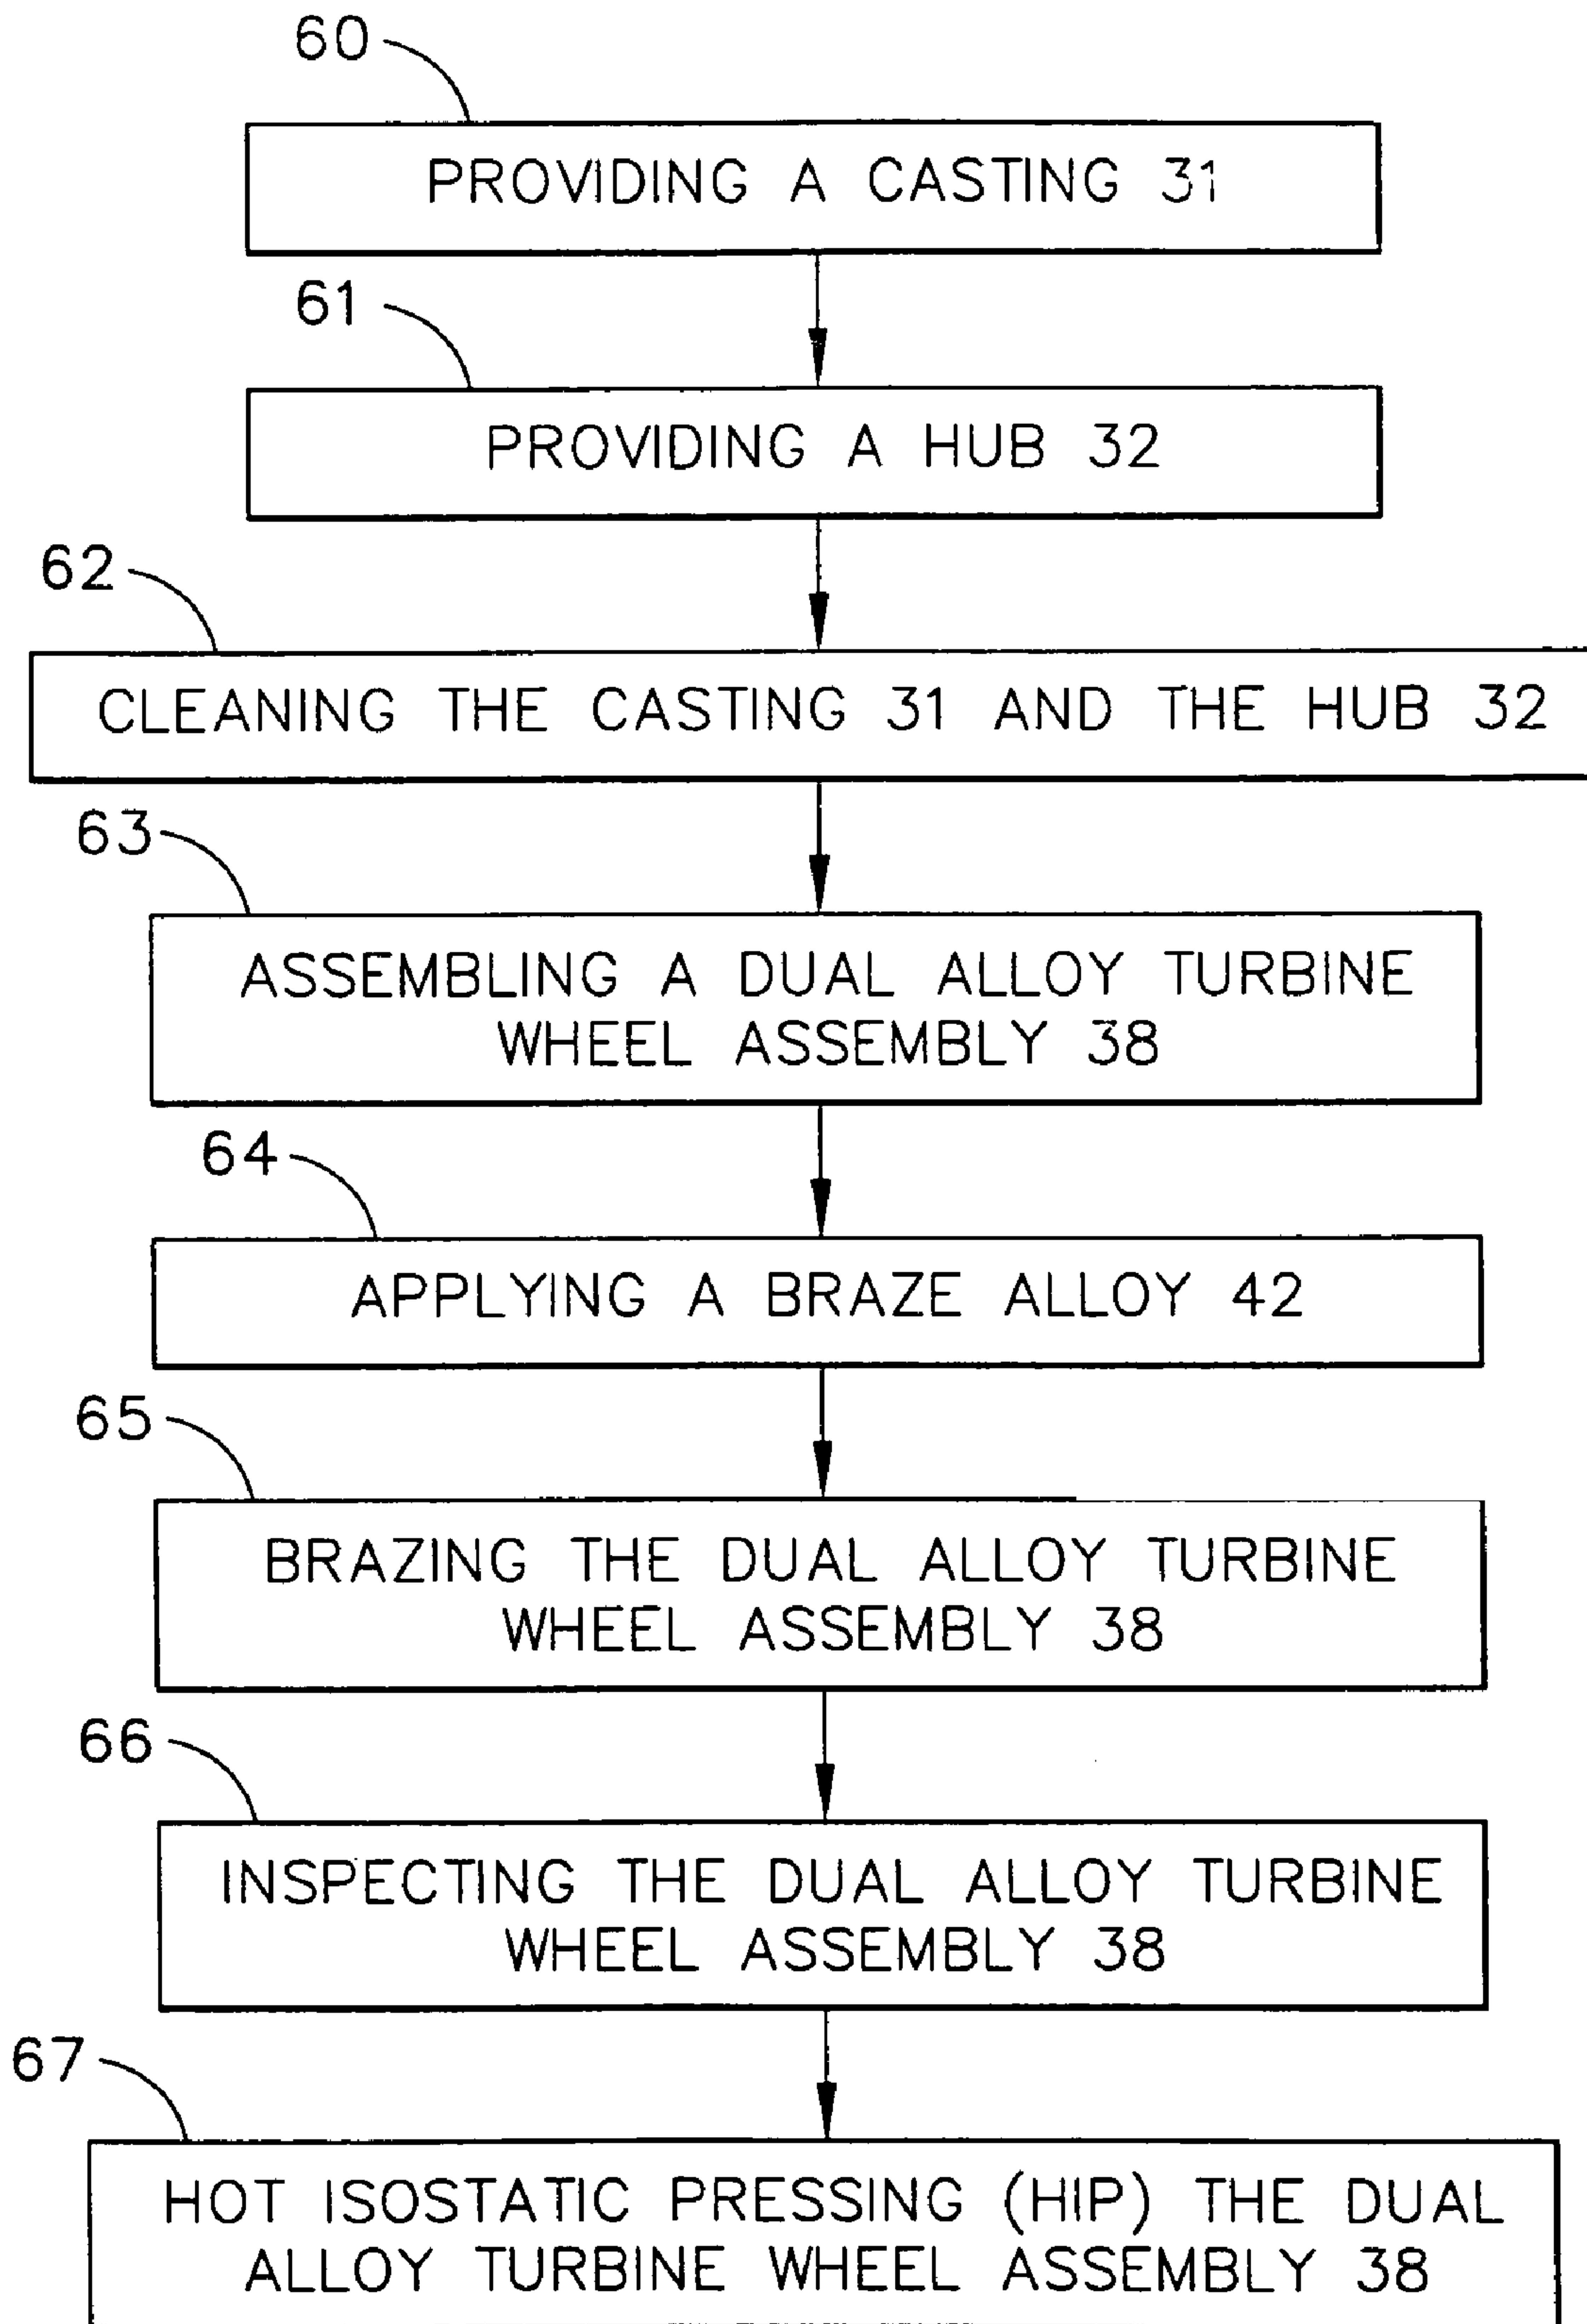 60
PROVIDING A CASTING 31
61
PROVIDING A HUB 32
62
CLEANING THE CASTING 31 AND THE HUB 32
63
ASSEMBLING A DUAL ALLOY TURBINE
WHEEL ASSEMBLY 38
64
APPLYING A BRAZE ALLOY 42
65
BRAZING THE DUAL ALLOY TURBINE
WHEEL ASSEMBLY 38
66
INSPECTING THE DUAL ALLOY TURBINE
WHEEL ASSEMBLY 38
67
HOT ISOSTATIC PRESSING (HIP) THE DUAL
ALLOY TURBINE WHEEL ASSEMBLY 38